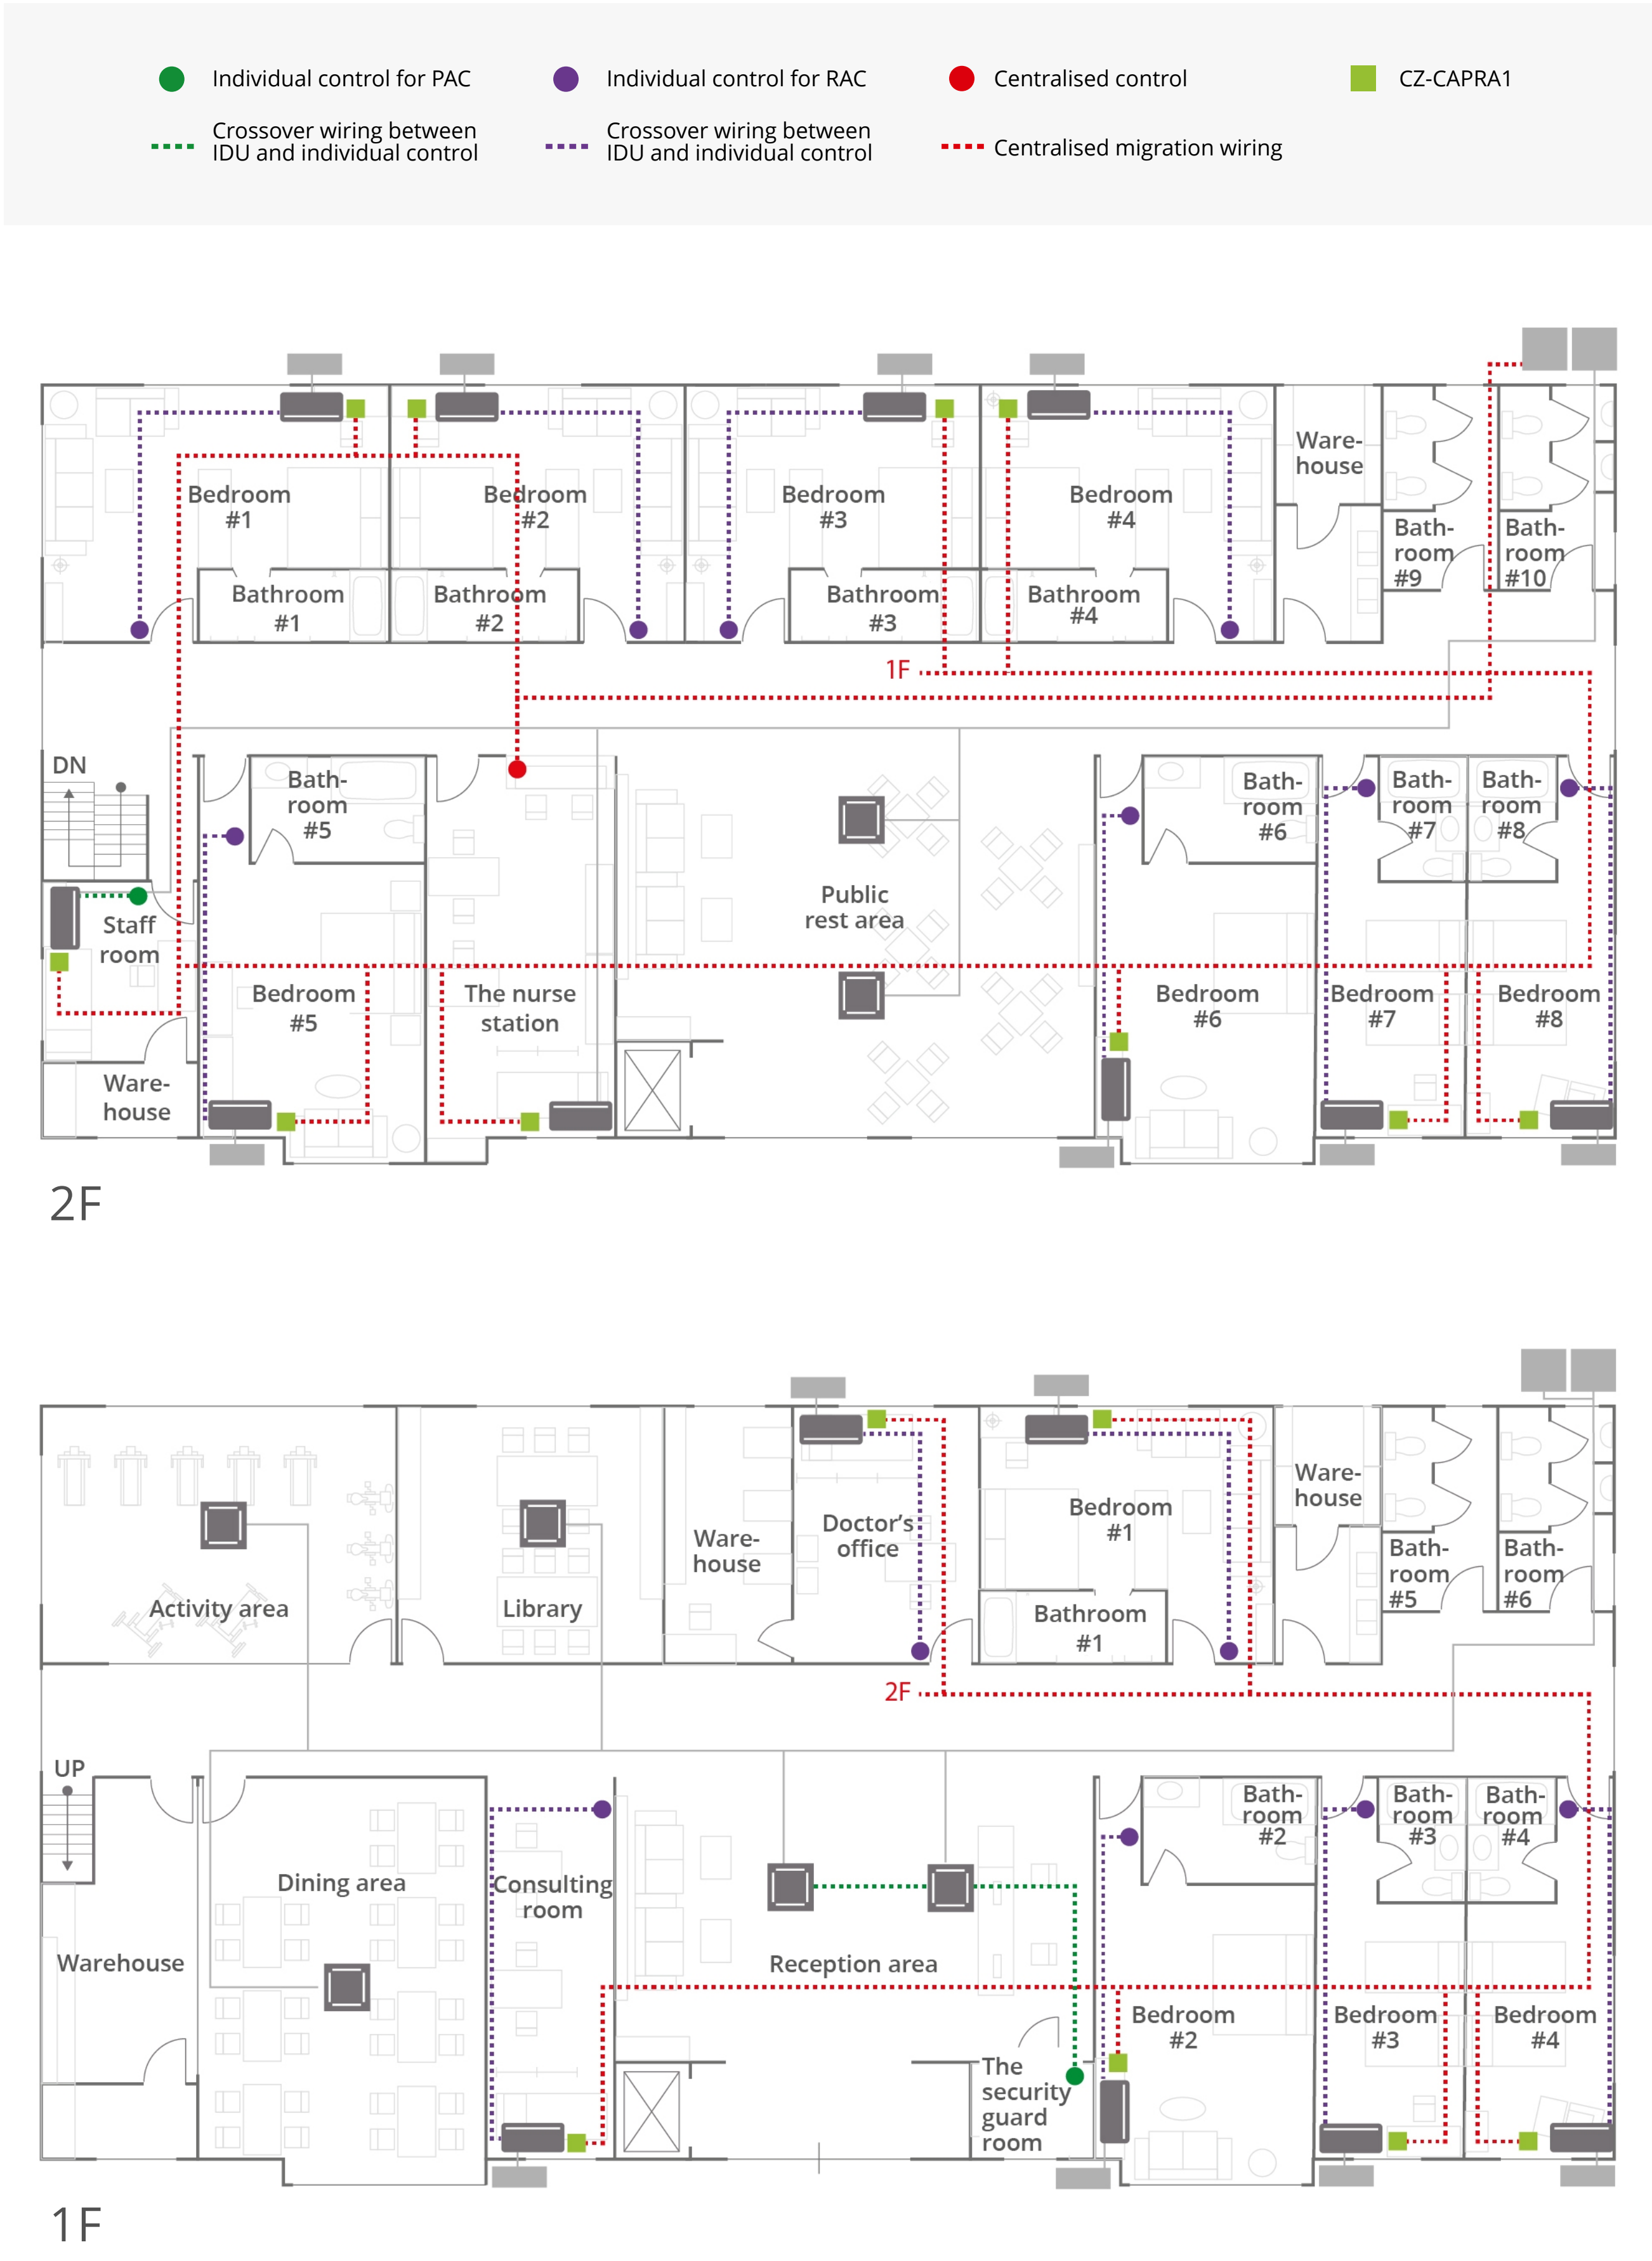 Individual control for PAC
Individual control for RAC
Centralised control
CZ-CAPRA1
Crossover wiring between
IDU and individual control
Crossover wiring between
IDU and individual control
Centralised migration wiring
Bedroom
#1
Bedroom
#2
Bedroom
#3
Bedroom
#4
Ware-
house
Bath-
room
#9
Bath-
room
#10
Bathroom
#1
Bathroom
#2
Bathroom
#3
Bathroom
#4
1F
DN
Bath-
room
#5
Bath-
room
#6
Bath-
room
#7
Bath-
room
#8
Staff
room
Public
rest area
Bedroom
#5
The nurse
station
Bedroom
#6
Bedroom
#7
Bedroom
#8
Ware-
house
2F
Activity area
Library
Ware-
house
Doctor's
office
Bedroom
#1
Bathroom
#1
Ware-
house
Bath-
room
#5
Bath-
room
#6
2F
UP
Warehouse
Dining area
Consulting
room
Reception area
The
security
guard
room
Bath-
room
#2
Bath-
room
#3
Bath-
room
#4
Bedroom
#2
Bedroom
#3
Bedroom
#4
1F